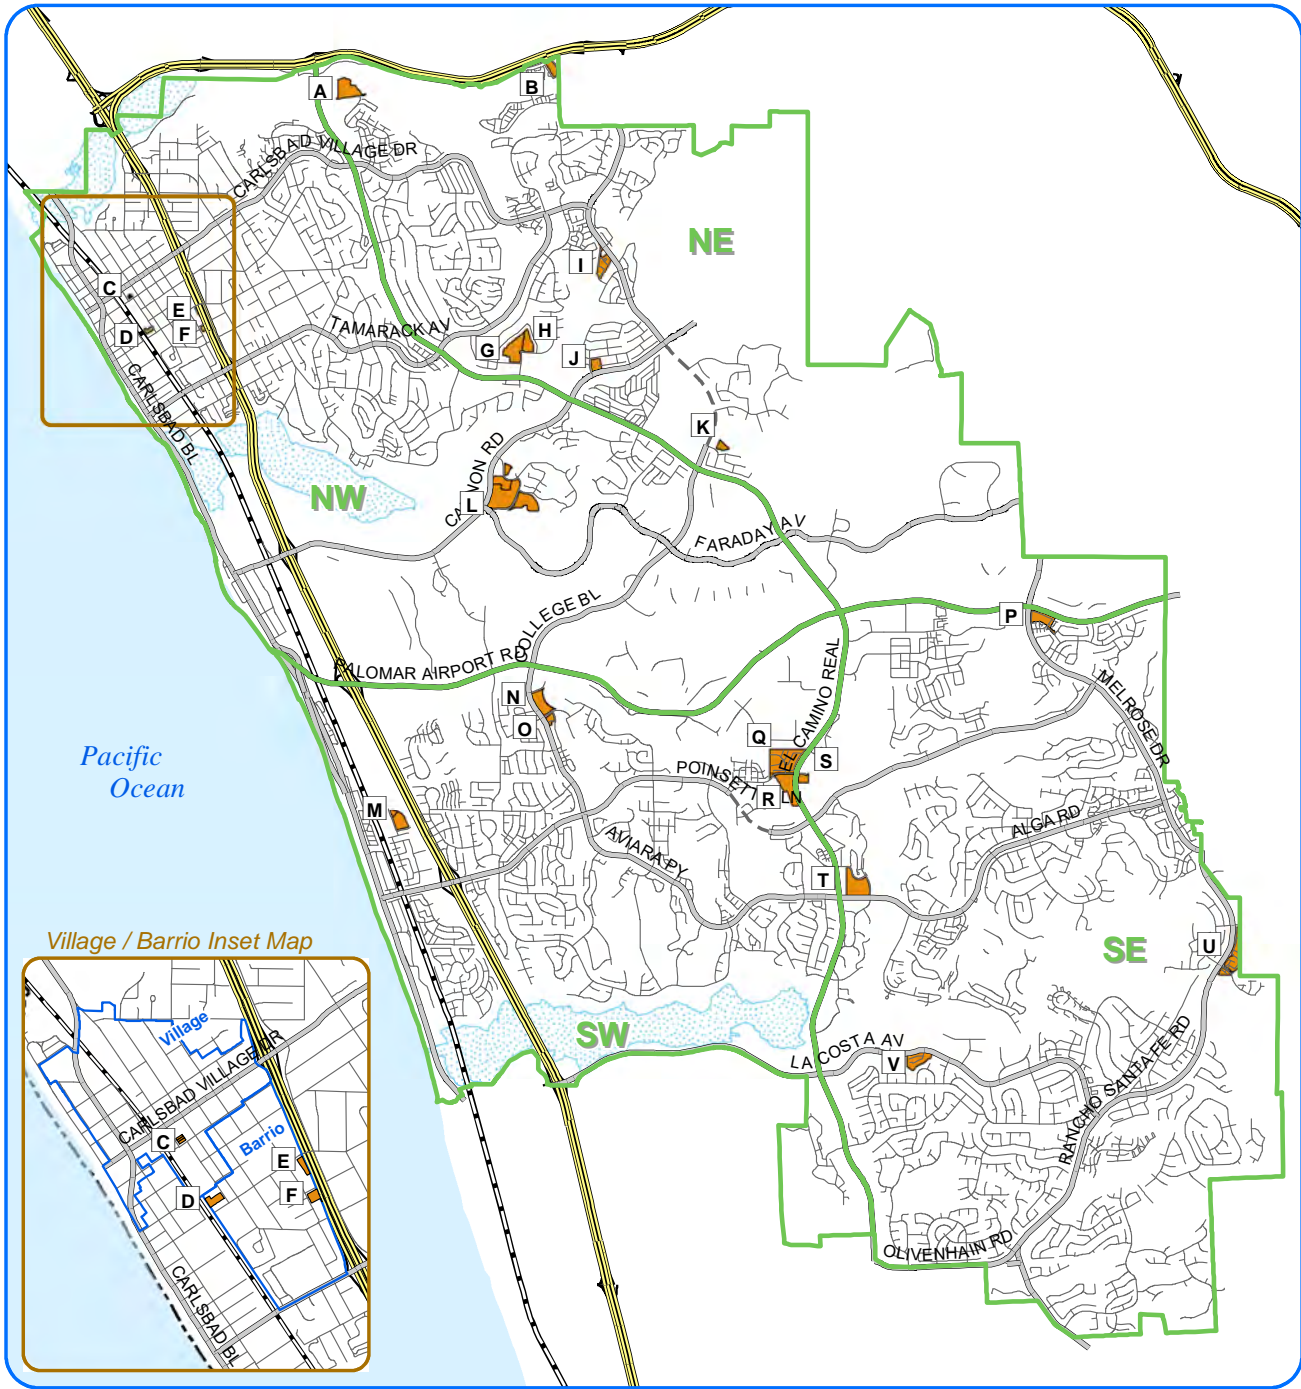 A
B
CARLSBAD VILLAGE DR
NE
I
C
E
D
F
TAMARACK AV
H
G
J
CARLSBAD BL
K
NW
CANNON RD
L
FARADAY AV
COLLEGE BL
P
PALOMAR AIRPORT RD
EL CAMINO REAL
MELROSE DR
N
O
Q
S
Pacific
Ocean
POINSETTIA LN
R
M
ALGA RD
AVIARA PY
T
Village / Barrio Inset Map
SE
U
SW
LA COSTA AV
V
RANCHO SANTA FE RD
OLIVENHAIN RD
Village
CARLSBAD VILLAGE DR
Barrio
C
E
D
F
CARLSBAD BL